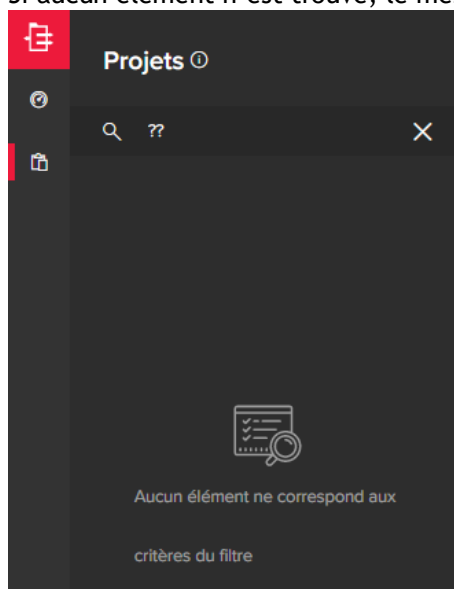 Si aucun élément n'est trouvé, le me
Projets
??
Aucun élément ne correspond aux
critères du filtre